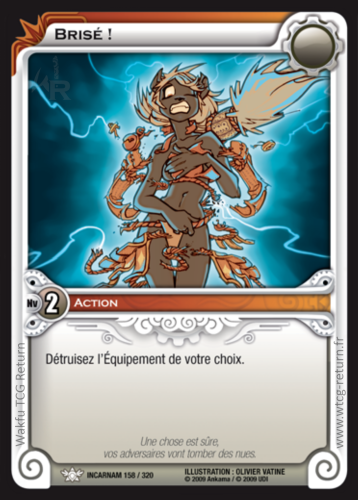 Brisé !
Nv 2 Action
Détruisez l'Équipement de votre choix.
Une chose est sûre,
vos adversaires vont tomber des nues.
INCARNAM 158 / 320
ILLUSTRATION : OLIVIER VATINE
© 2009 Ankama / © 2009 UDI
Wakfu TCG Return
www.wtcg-return.fr